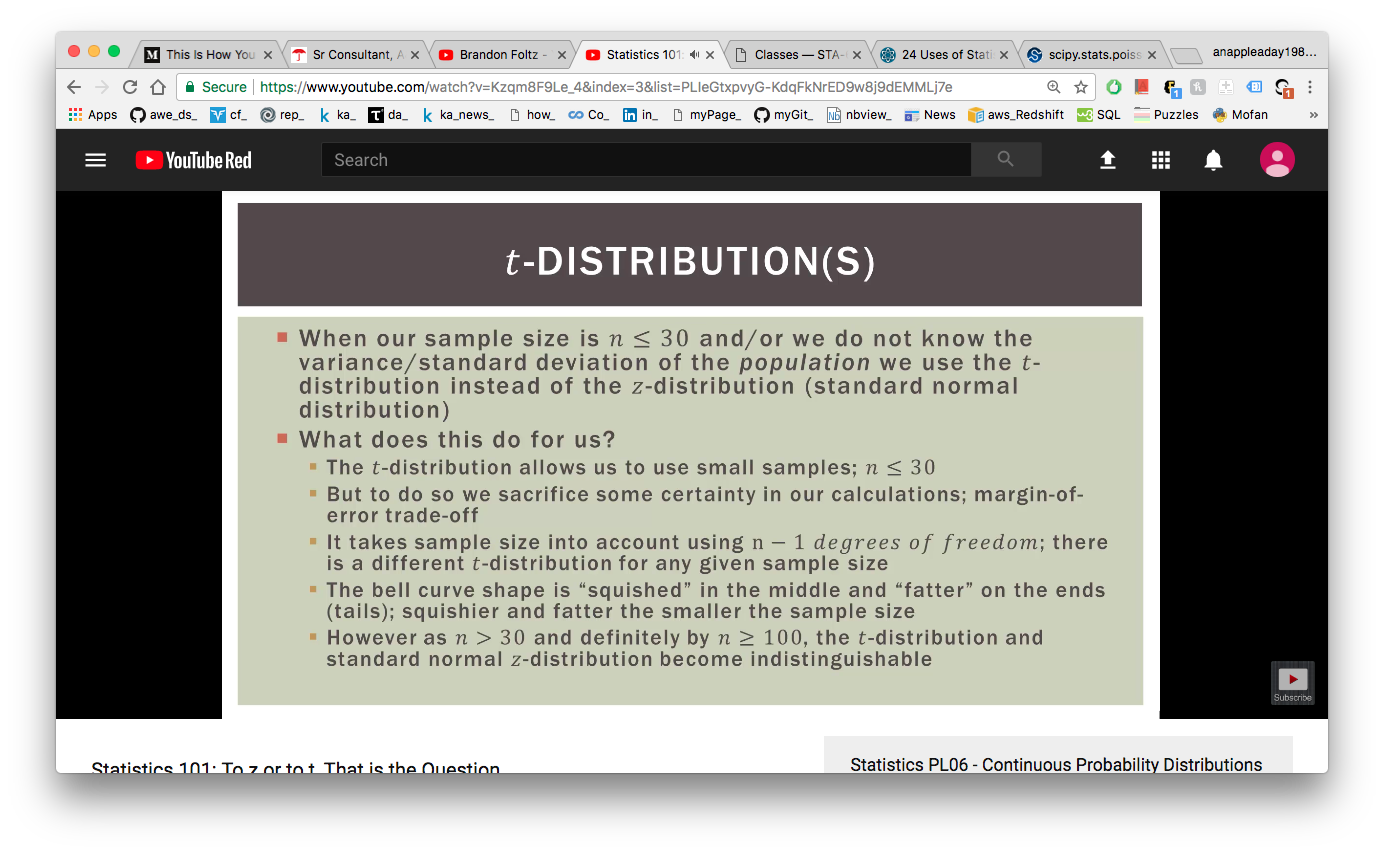 This Is How You
Sr Consultant, A
Brandon Foltz -
Statistics 101:
Classes — STA-
24 Uses of Stati
scipy.stats.poiss
anappleaday198...
Secure https://www.youtube.com/watch?v=Kzqm8F9Le_4&index=3&list=PLIeGtxpvyG-KdqFkNrED9w8j9dEMMLj7e
Apps awe_ds_ cf_ rep_ ka_ da_ ka_news_ how_ Co_ in_ myPage_ myGit_ nbview_ News aws_Redshift SQL Puzzles Mofan »
YouTube Red
Search
t-DISTRIBUTION(S)
▪ When our sample size is n ≤ 30 and/or we do not know the
variance/standard deviation of the population we use the t-
distribution instead of the z-distribution (standard normal
distribution)
▪ What does this do for us?
▪ The t-distribution allows us to use small samples; n ≤ 30
▪ But to do so we sacrifice some certainty in our calculations; margin-of-
error trade-off
▪ It takes sample size into account using n − 1 degrees of freedom; there
is a different t-distribution for any given sample size
▪ The bell curve shape is “squished” in the middle and “fatter” on the ends
(tails); squishier and fatter the smaller the sample size
▪ However as n > 30 and definitely by n ≥ 100, the t-distribution and
standard normal z-distribution become indistinguishable
Subscribe
Statistics 101: To z or to t, That is the Question
Statistics PL06 - Continuous Probability Distributions